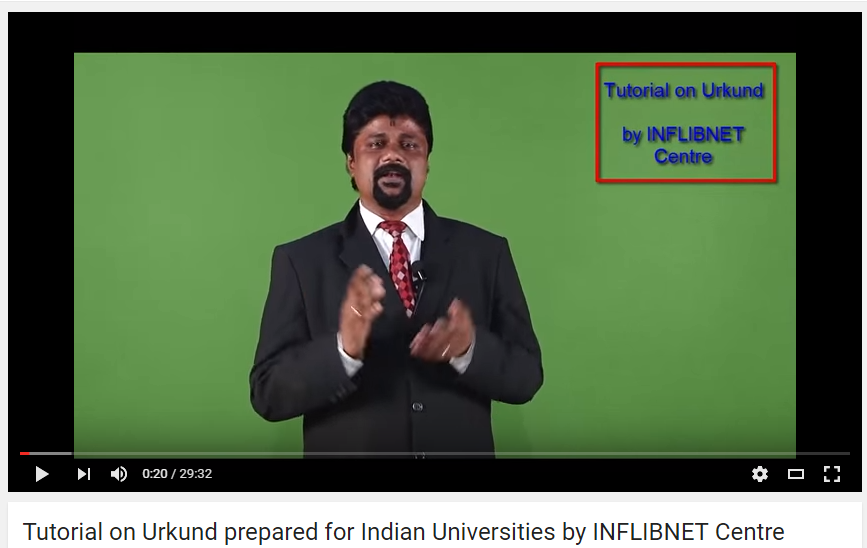 Tutorial on Urkund
by INFLIBNET
Centre
0:20 / 29:32
Tutorial on Urkund prepared for Indian Universities by INFLIBNET Centre